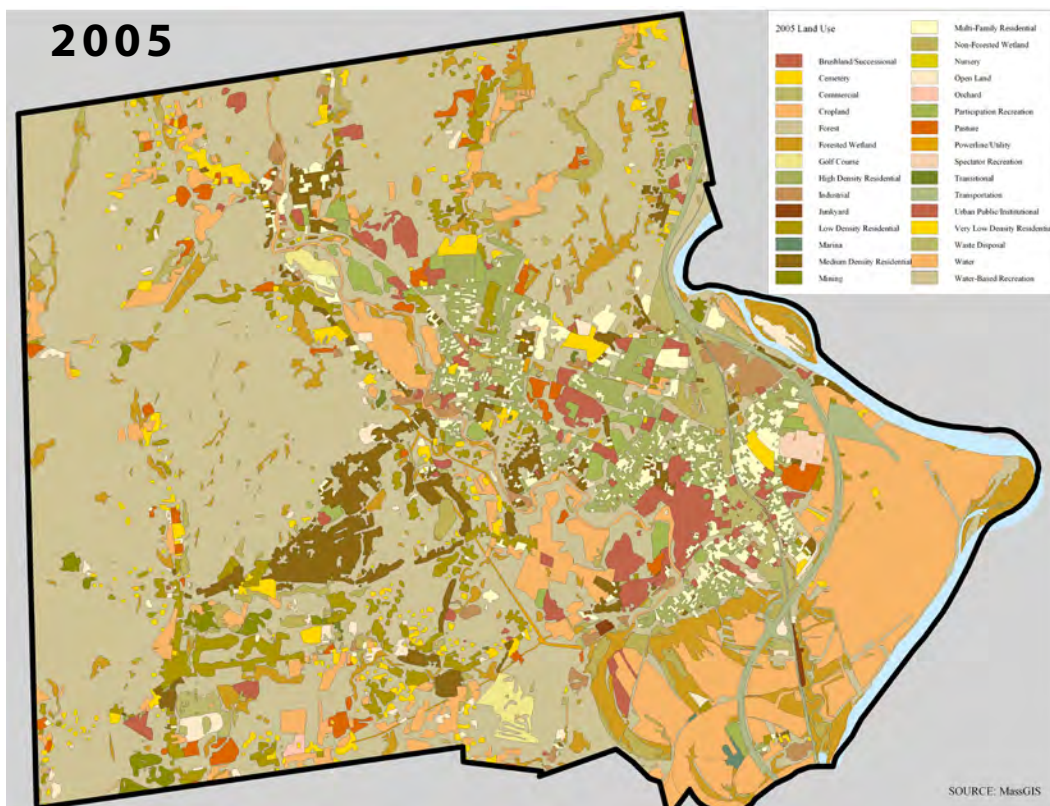 2005
2005 Land Use
Brushland/Successional
Cemetery
Commercial
Cropland
Forest
Forested Wetland
Golf Course
High Density Residential
Industrial
Junkyard
Low Density Residential
Marina
Medium Density Residential
Mining
Multi-Family Residential
Non-Forested Wetland
Nursery
Open Land
Orchard
Participation Recreation
Pasture
Powerline/Utility
Spectator Recreation
Transitional
Transportation
Urban Public/Institutional
Very Low Density Residentia
Waste Disposal
Water
Water-Based Recreation
SOURCE: MassGIS